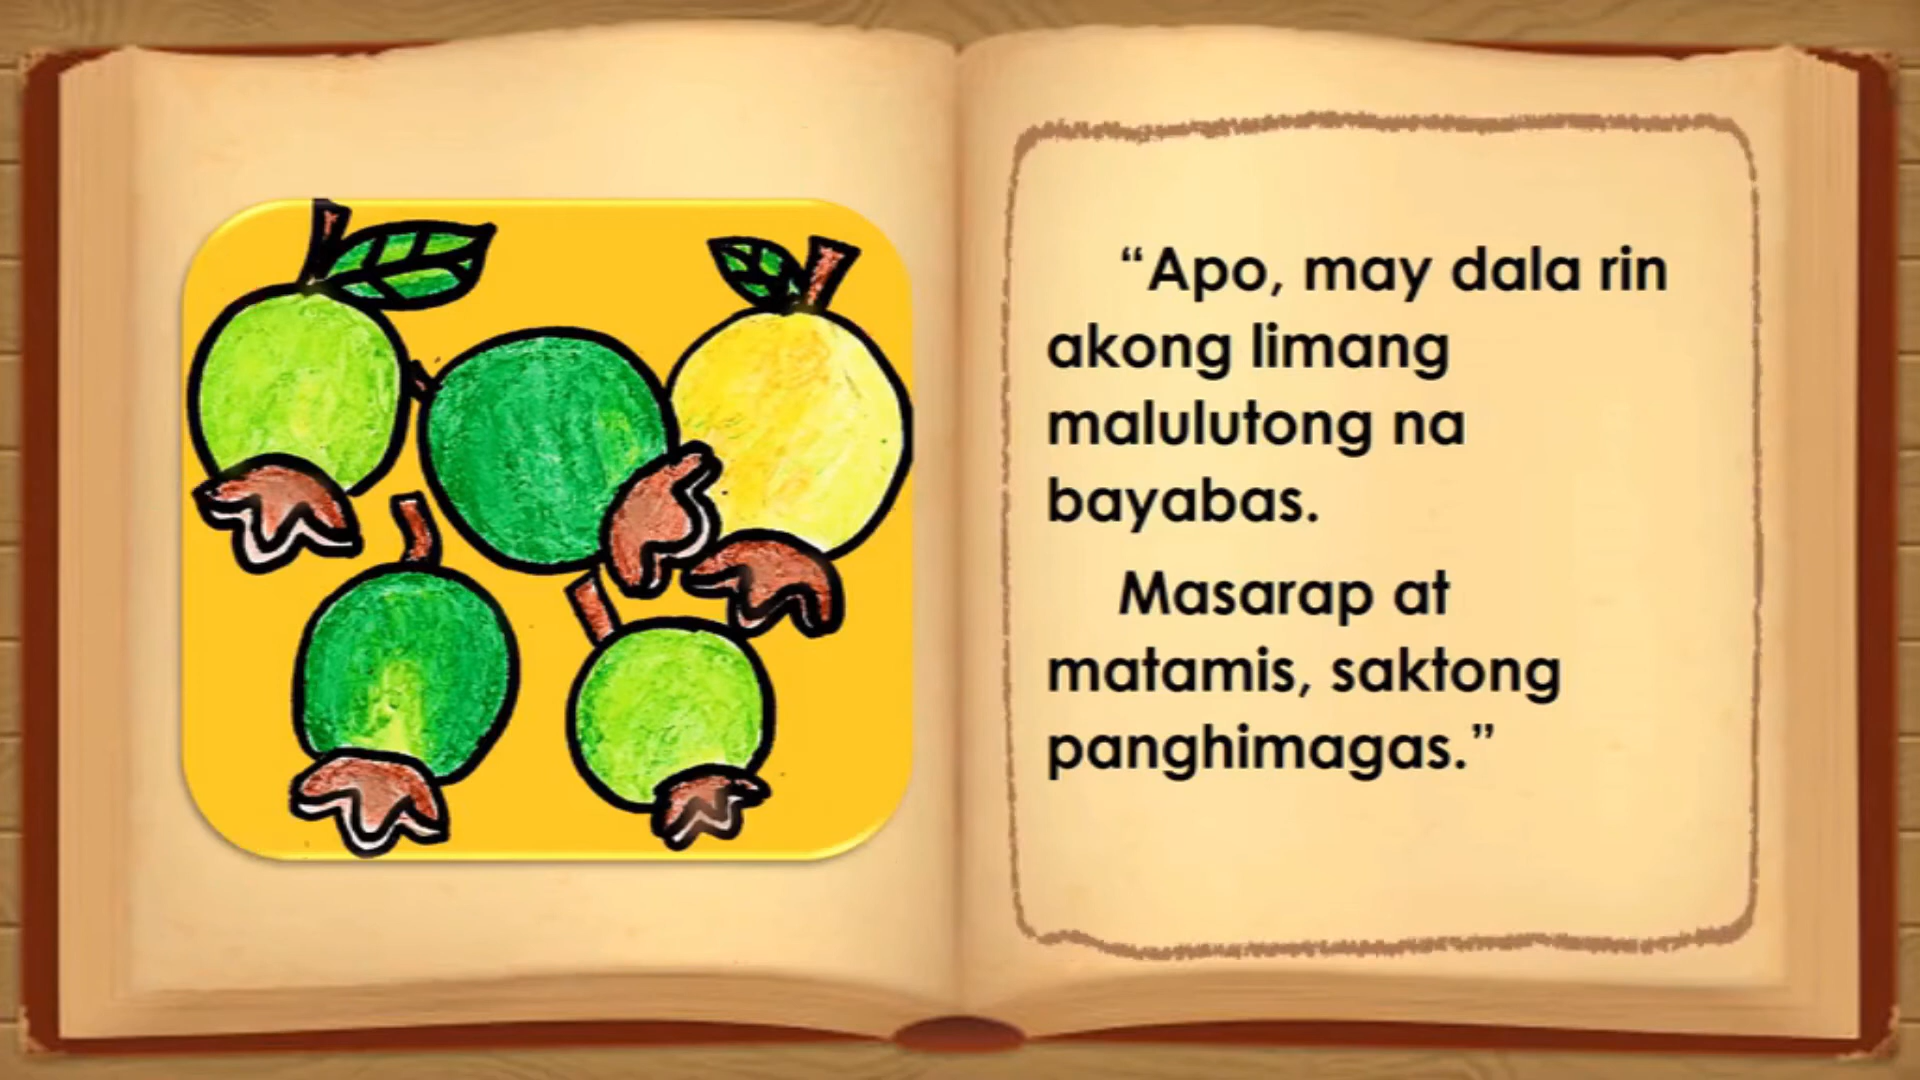 “Apo, may dala rin
akong limang
malulutong na
bayabas.
Masarap at
matamis, saktong
panghimagas.”